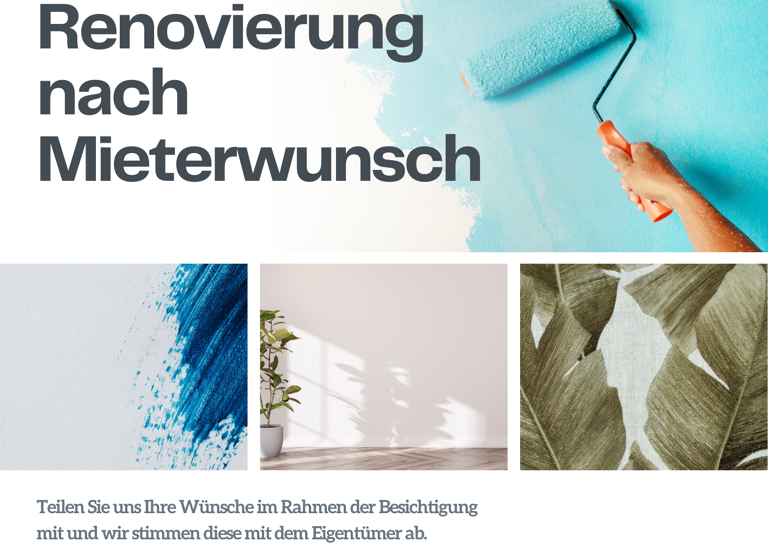 Renovierung
nach
Mieterwunsch
Teilen Sie uns Ihre Wünsche im Rahmen der Besichtigung
mit und wir stimmen diese mit dem Eigentümer ab.